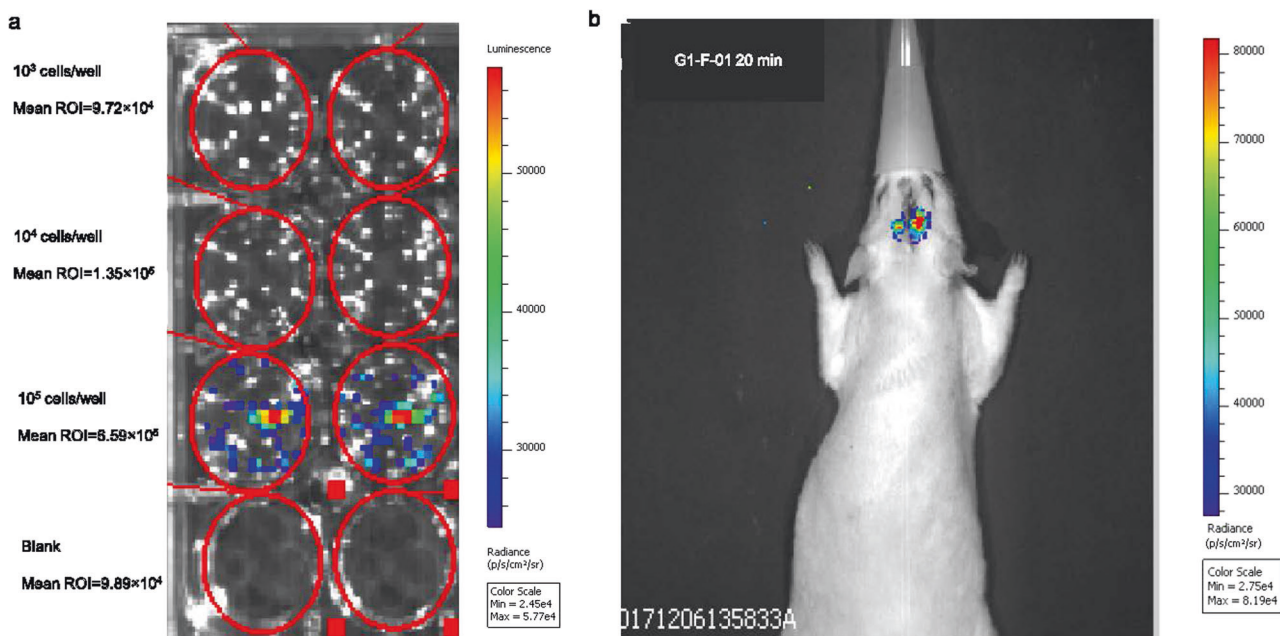 a
10³ cells/well
Mean ROI=9.72×10⁴
10⁴ cells/well
Mean ROI=1.35×10⁵
10⁵ cells/well
Mean ROI=6.59×10⁵
Blank
Mean ROI=9.89×10⁴
Luminescence
50000
40000
30000
Radiance
(p/s/cm²/sr)
Color Scale
Min = 2.45e4
Max = 5.77e4
b
G1-F-01 20 min
01712061358​33A
80000
70000
60000
50000
40000
30000
Radiance
(p/s/cm²/sr)
Color Scale
Min = 2.75e4
Max = 8.19e4